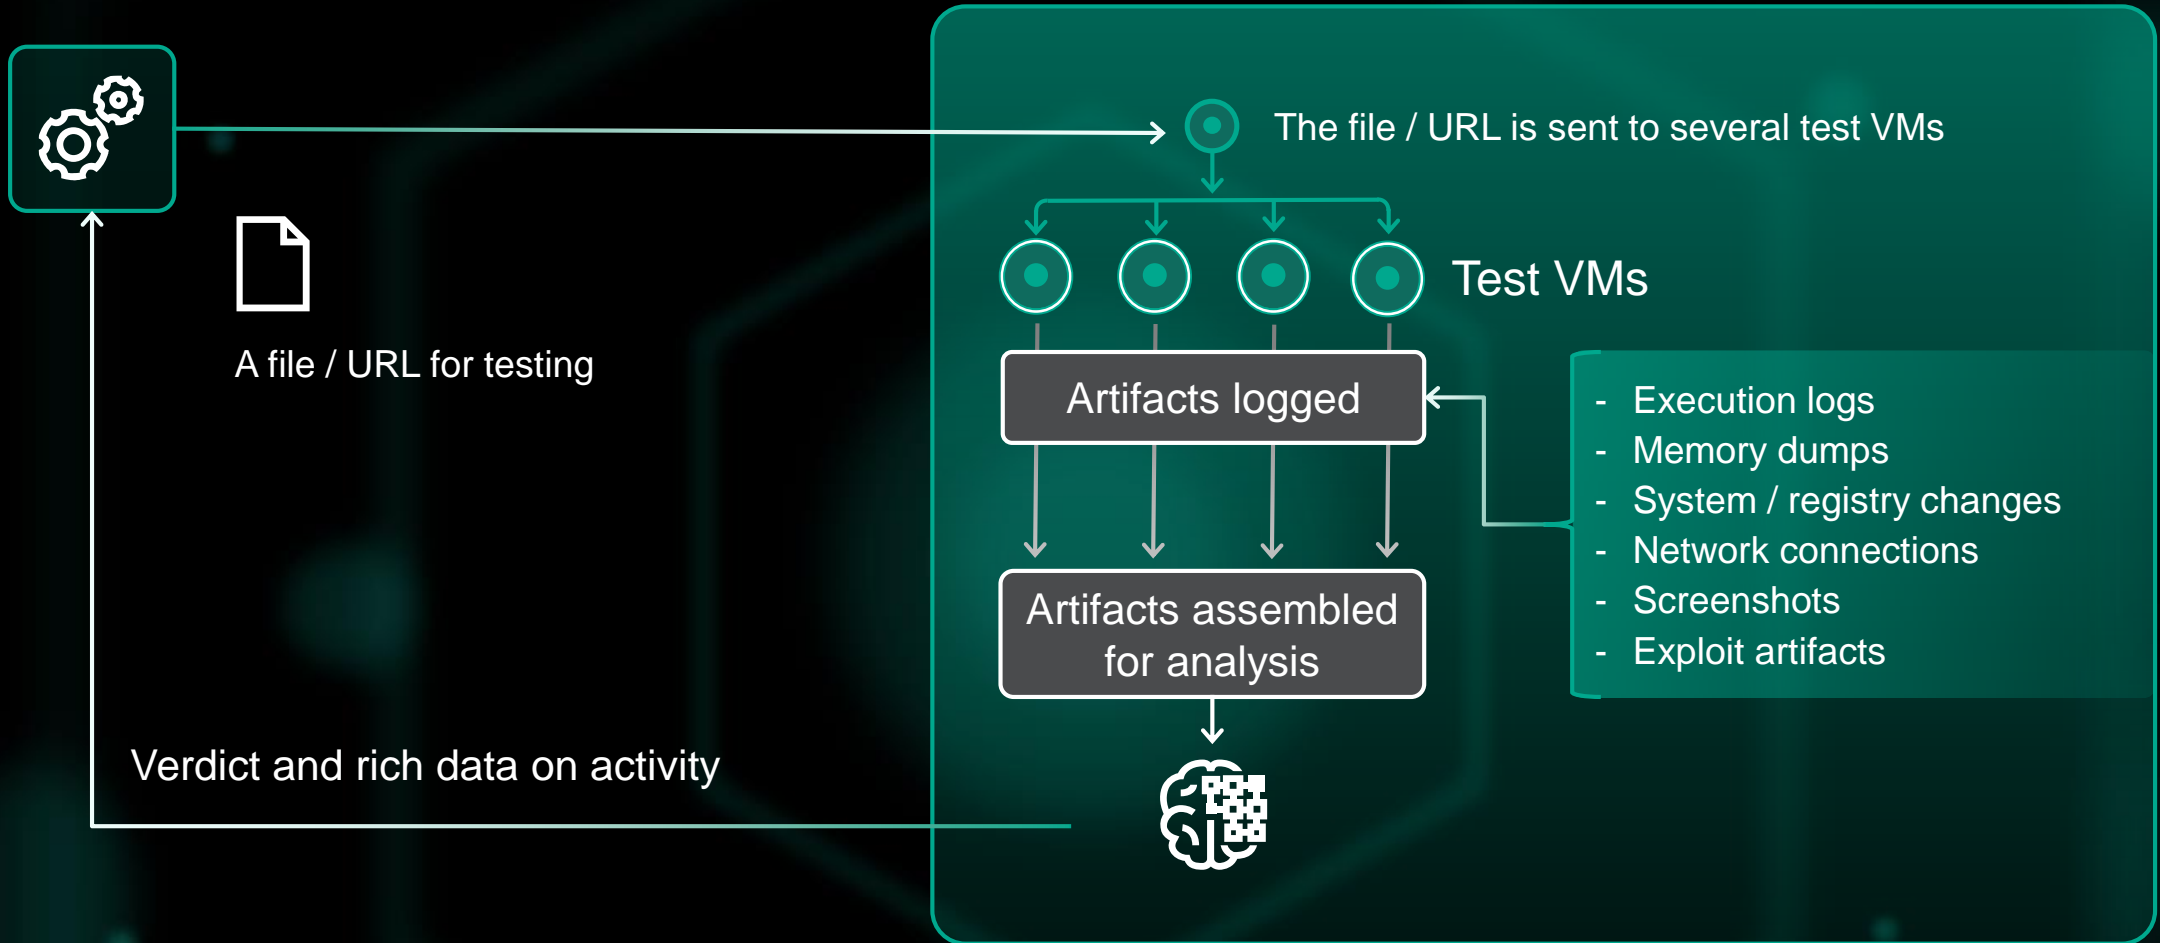 The file / URL is sent to several test VMs
A file / URL for testing
Test VMs
Artifacts logged
- Execution logs
- Memory dumps
- System / registry changes
- Network connections
- Screenshots
- Exploit artifacts
Artifacts assembled
for analysis
Verdict and rich data on activity